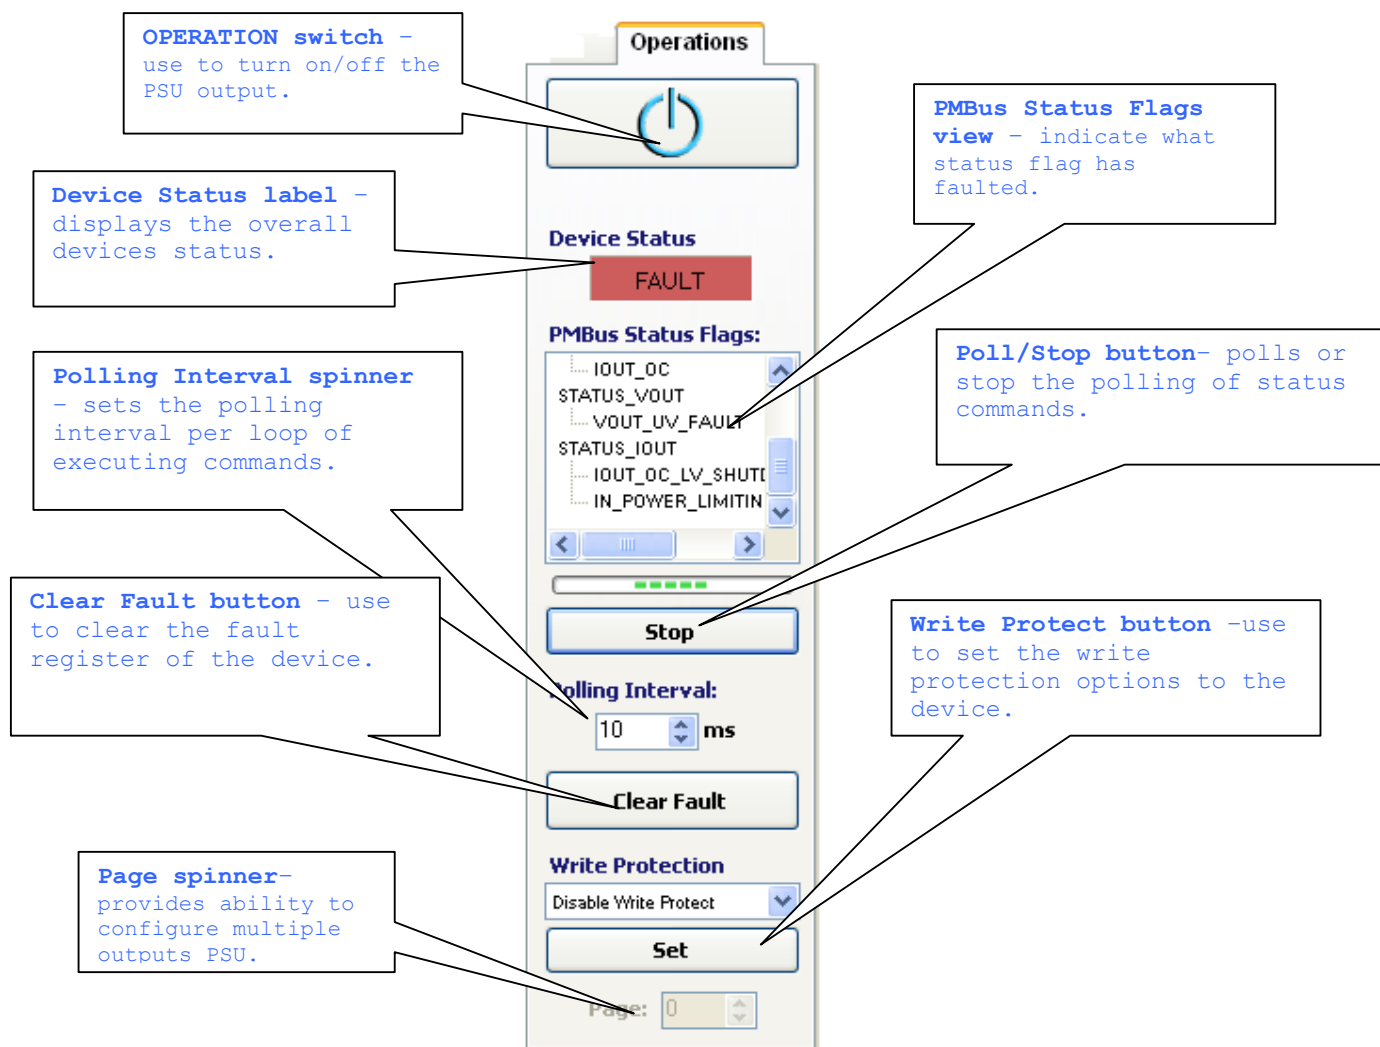 OPERATION switch –
use to turn on/off the
PSU output.
Operations
PMBus Status Flags
view – indicate what
status flag has
faulted.
Device Status label –
displays the overall
devices status.
Device Status
FAULT
PMBus Status Flags:
IOUT_OC
STATUS_VOUT
VOUT_UV_FAULT
STATUS_IOUT
IOUT_OC_LV_SHUTD
IN_POWER_LIMITIN
Poll/Stop button– polls or
stop the polling of status
commands.
Polling Interval spinner
– sets the polling
interval per loop of
executing commands.
Stop
Clear Fault button – use
to clear the fault
register of the device.
Write Protect button –use
to set the write
protection options to the
device.
Polling Interval:
10 ms
Clear Fault
Write Protection
Disable Write Protect
Set
Page spinner–
provides ability to
configure multiple
outputs PSU.
Page: 0